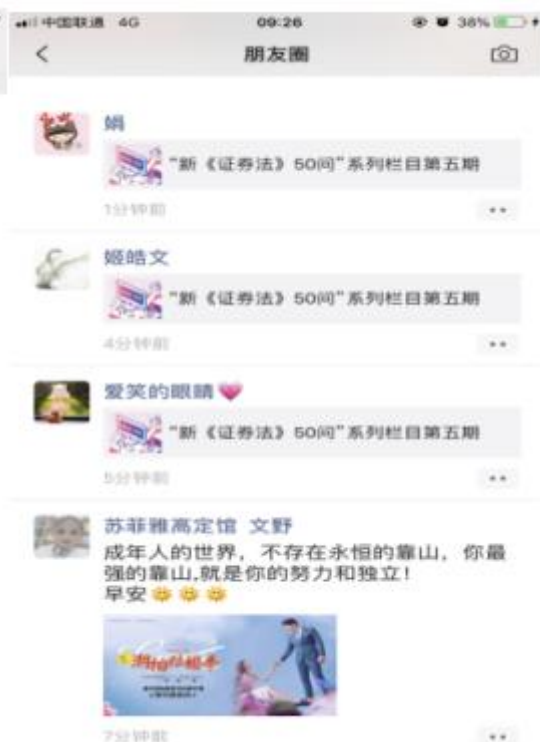 中国联通 4G 09:26 38%
朋友圈
娟
“新《证券法》50问”系列栏目第五期
1分钟前
姬皓文
“新《证券法》50问”系列栏目第五期
4分钟前
爱笑的眼睛💗
“新《证券法》50问”系列栏目第五期
5分钟前
苏菲雅高定馆 文野
成年人的世界，不存在永恒的靠山，你最
强的靠山,就是你的努力和独立！
早安🌞🌞🌞
7分钟前